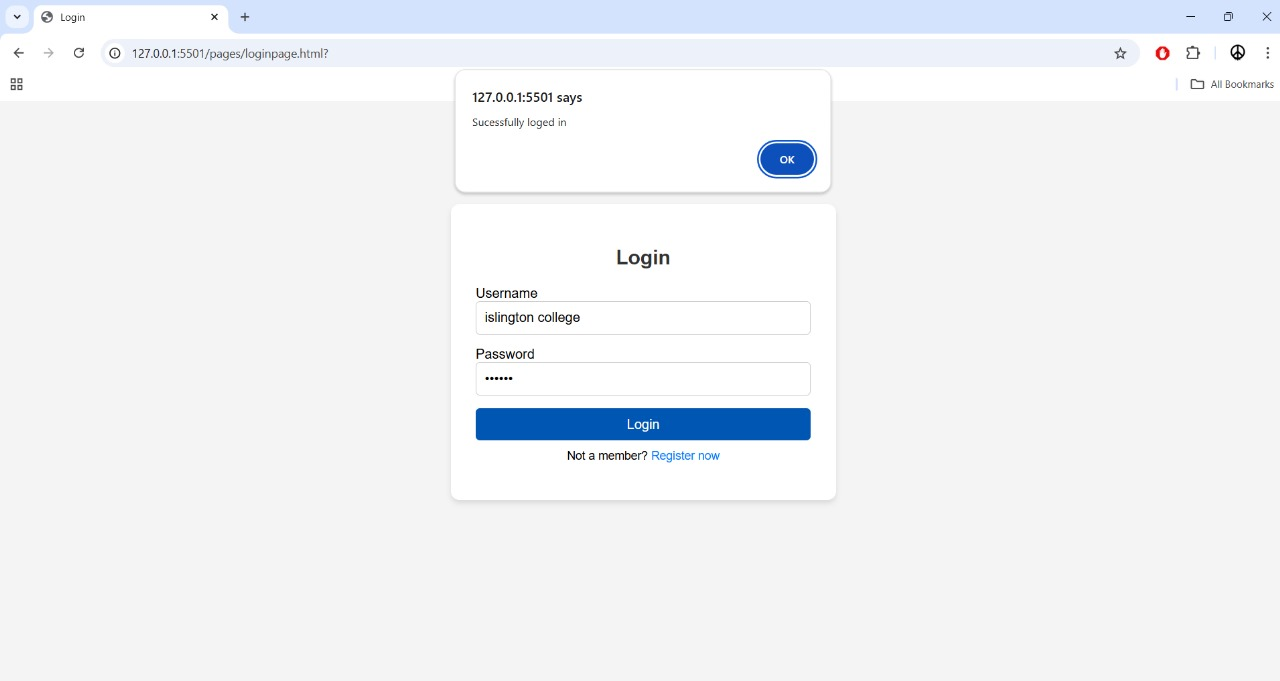 Login
127.0.0.1:5501/pages/loginpage.html?
All Bookmarks
127.0.0.1:5501 says
Sucessfully loged in
OK
Login
Username
islington college
Password
••••••
Login
Not a member? Register now